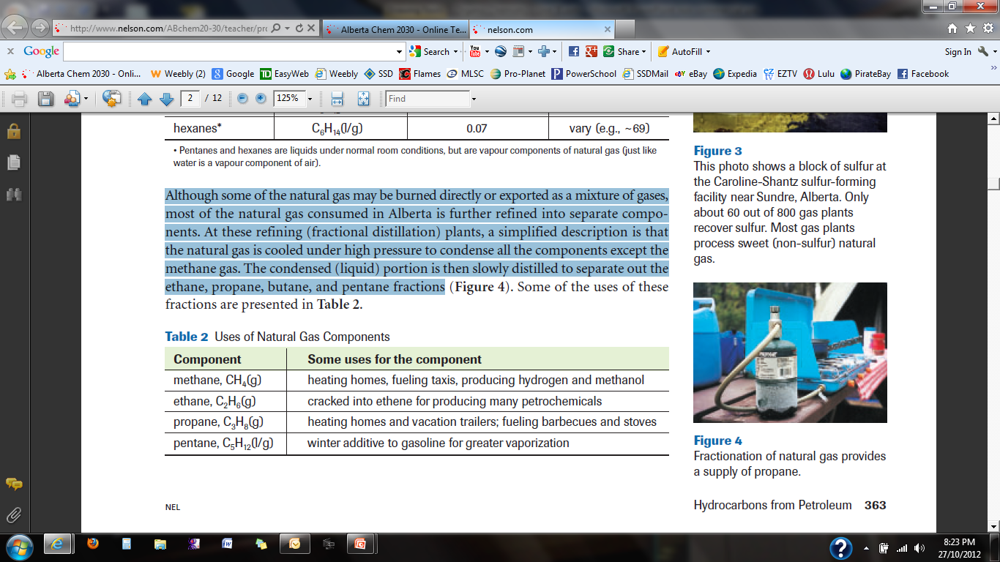 http://www.nelson.com/ABchem20-30/teacher/pro
Alberta Chem 2030 - Online Te...
nelson.com
x Google
Search
You Tube
Share
AutoFill
Sign In
Alberta Chem 2030 - Onli...
Weebly (2)
Google
EasyWeb
Weebly
SSD
Flames
MLSC
Pro-Planet
PowerSchool
SSDMail
eBay
Expedia
EZTV
Lulu
PirateBay
Facebook
2 / 12
125%
Find
hexanes* C₆H₁₄(l/g) 0.07 vary (e.g., ~69)
• Pentanes and hexanes are liquids under normal room conditions, but are vapour components of natural gas (just like
water is a vapour component of air).
Although some of the natural gas may be burned directly or exported as a mixture of gases,
most of the natural gas consumed in Alberta is further refined into separate compo-
nents. At these refining (fractional distillation) plants, a simplified description is that
the natural gas is cooled under high pressure to condense all the components except the
methane gas. The condensed (liquid) portion is then slowly distilled to separate out the
ethane, propane, butane, and pentane fractions (Figure 4). Some of the uses of these
fractions are presented in Table 2.
Table 2 Uses of Natural Gas Components
Component Some uses for the component
methane, CH₄(g) heating homes, fueling taxis, producing hydrogen and methanol
ethane, C₂H₆(g) cracked into ethene for producing many petrochemicals
propane, C₃H₈(g) heating homes and vacation trailers; fueling barbecues and stoves
pentane, C₅H₁₂(l/g) winter additive to gasoline for greater vaporization
NEL
Figure 3
This photo shows a block of sulfur at
the Caroline-Shantz sulfur-forming
facility near Sundre, Alberta. Only
about 60 out of 800 gas plants
recover sulfur. Most gas plants
process sweet (non-sulfur) natural
gas.
PROPANE
Figure 4
Fractionation of natural gas provides
a supply of propane.
Hydrocarbons from Petroleum 363
8:23 PM
27/10/2012